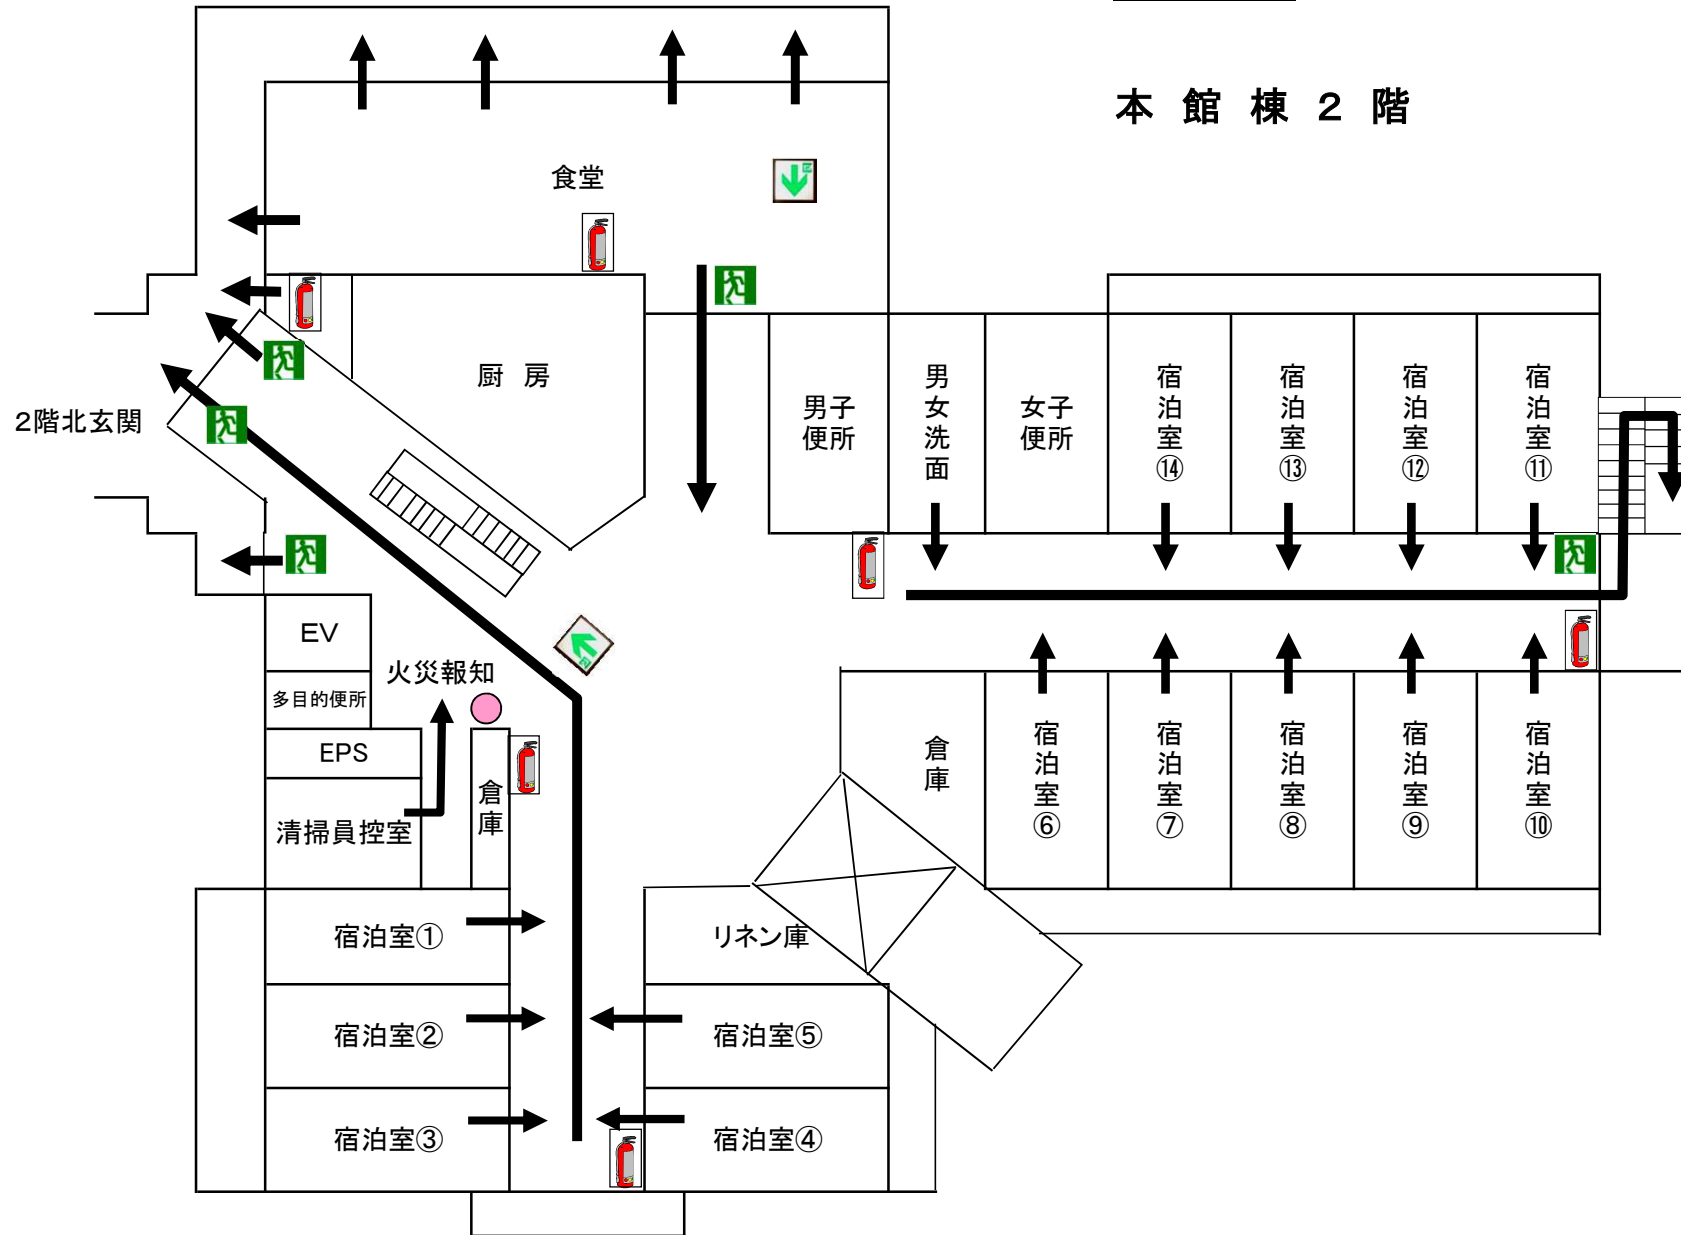 本館棟２階
食堂
厨房
2階北玄関
男子
便所
男女洗面
女子
便所
宿泊室⑭
宿泊室⑬
宿泊室⑫
宿泊室⑪
EV
火災報知
多目的便所
EPS
清掃員控室
倉庫
倉庫
宿泊室⑥
宿泊室⑦
宿泊室⑧
宿泊室⑨
宿泊室⑩
宿泊室①
リネン庫
宿泊室②
宿泊室⑤
宿泊室③
宿泊室④